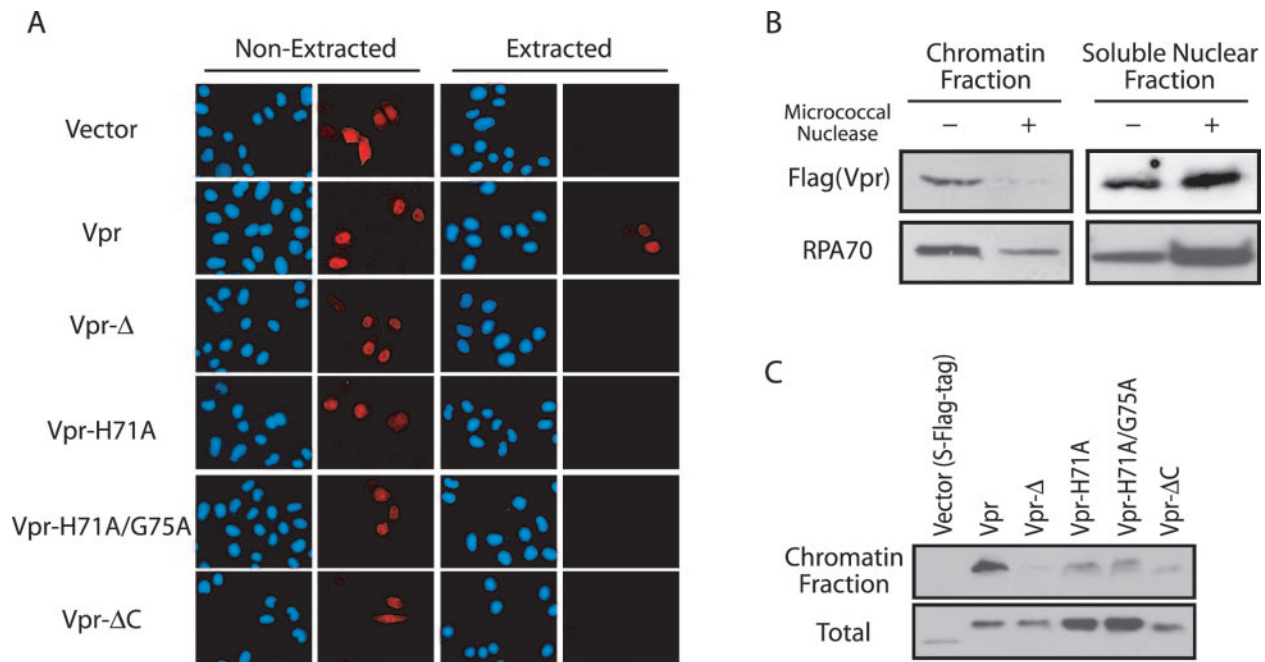 A
Non-Extracted
Extracted
Vector
Vpr
Vpr-Δ
Vpr-H71A
Vpr-H71A/G75A
Vpr-ΔC
B
Chromatin
Fraction
Soluble Nuclear
Fraction
Micrococcal
Nuclease
− + − +
Flag(Vpr)
RPA70
C
Vector (S-Flag-tag)
Vpr
Vpr-Δ
Vpr-H71A
Vpr-H71A/G75A
Vpr-ΔC
Chromatin
Fraction
Total